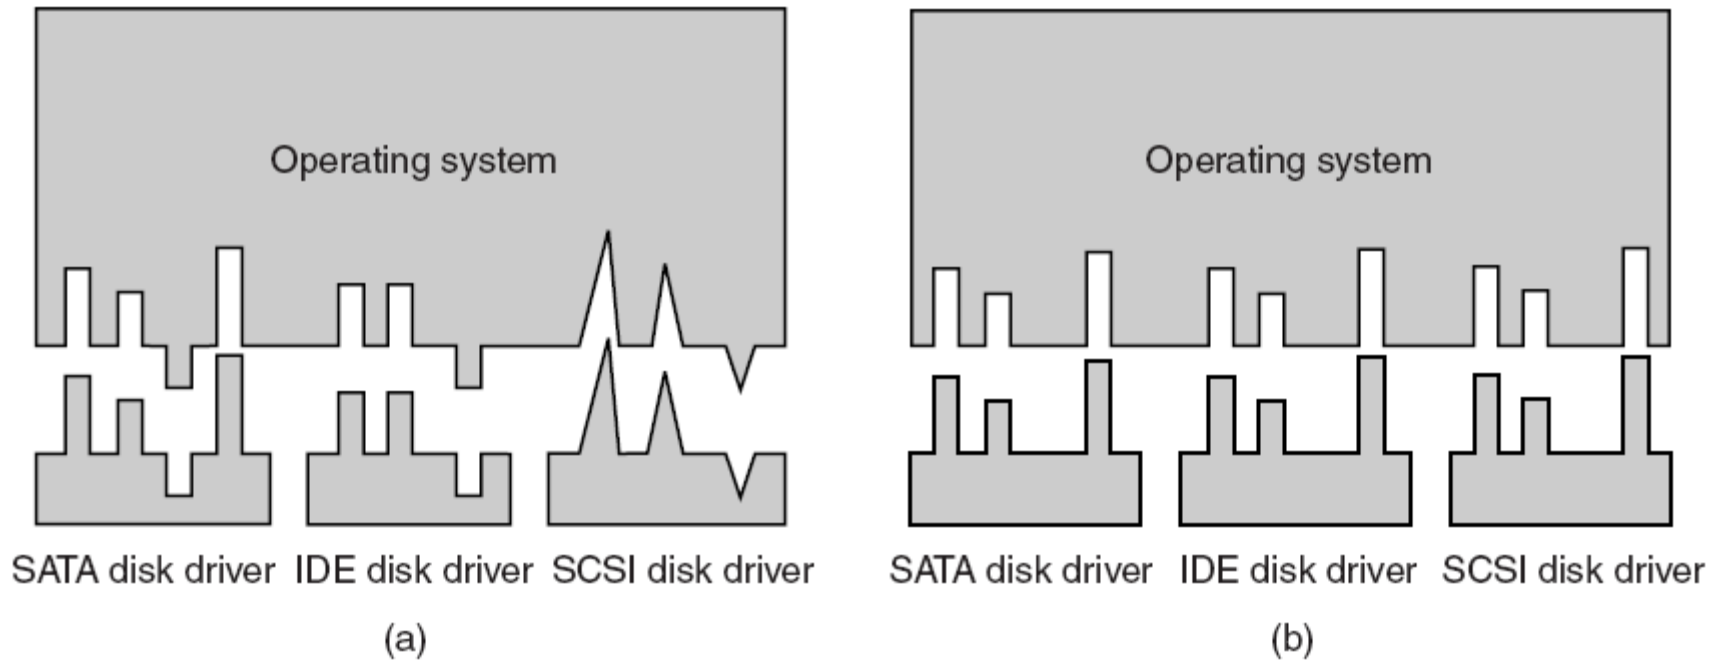 Operating system
SATA disk driver IDE disk driver SCSI disk driver
(a)
Operating system
SATA disk driver IDE disk driver SCSI disk driver
(b)